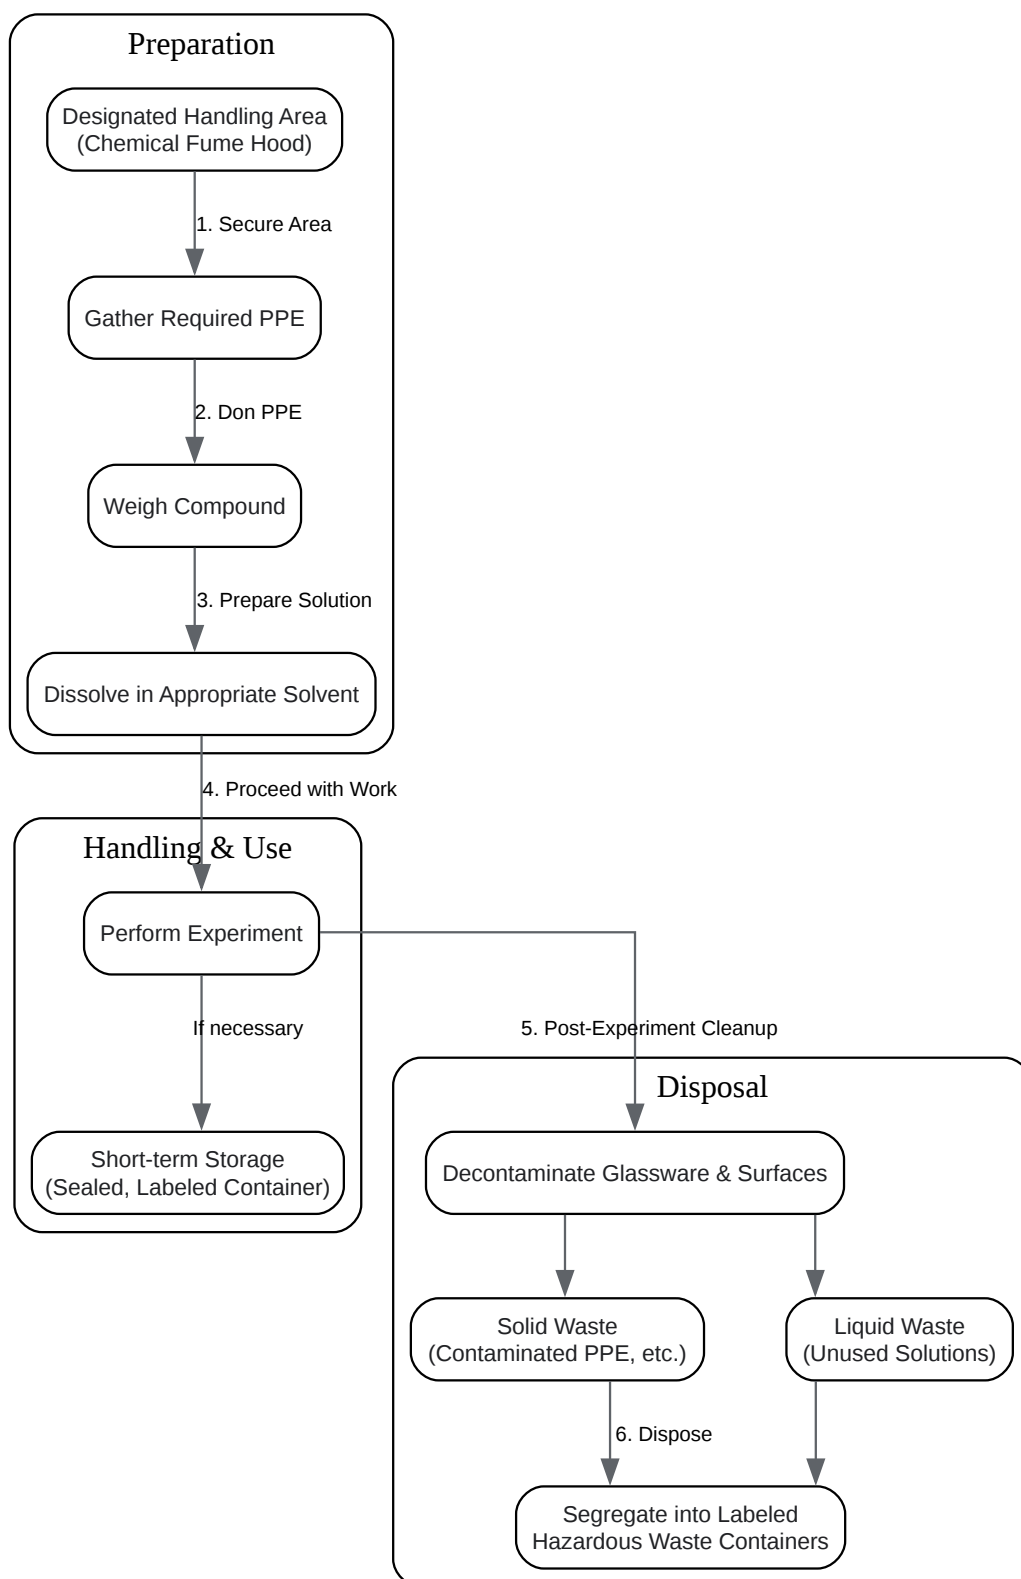 Preparation
Designated Handling Area
(Chemical Fume Hood)
1. Secure Area
Gather Required PPE
2. Don PPE
Weigh Compound
3. Prepare Solution
Dissolve in Appropriate Solvent
4. Proceed with Work
Handling & Use
Perform Experiment
If necessary
5. Post-Experiment Cleanup
Short-term Storage
(Sealed, Labeled Container)
Disposal
Decontaminate Glassware & Surfaces
Solid Waste
(Contaminated PPE, etc.)
Liquid Waste
(Unused Solutions)
6. Dispose
Segregate into Labeled
Hazardous Waste Containers